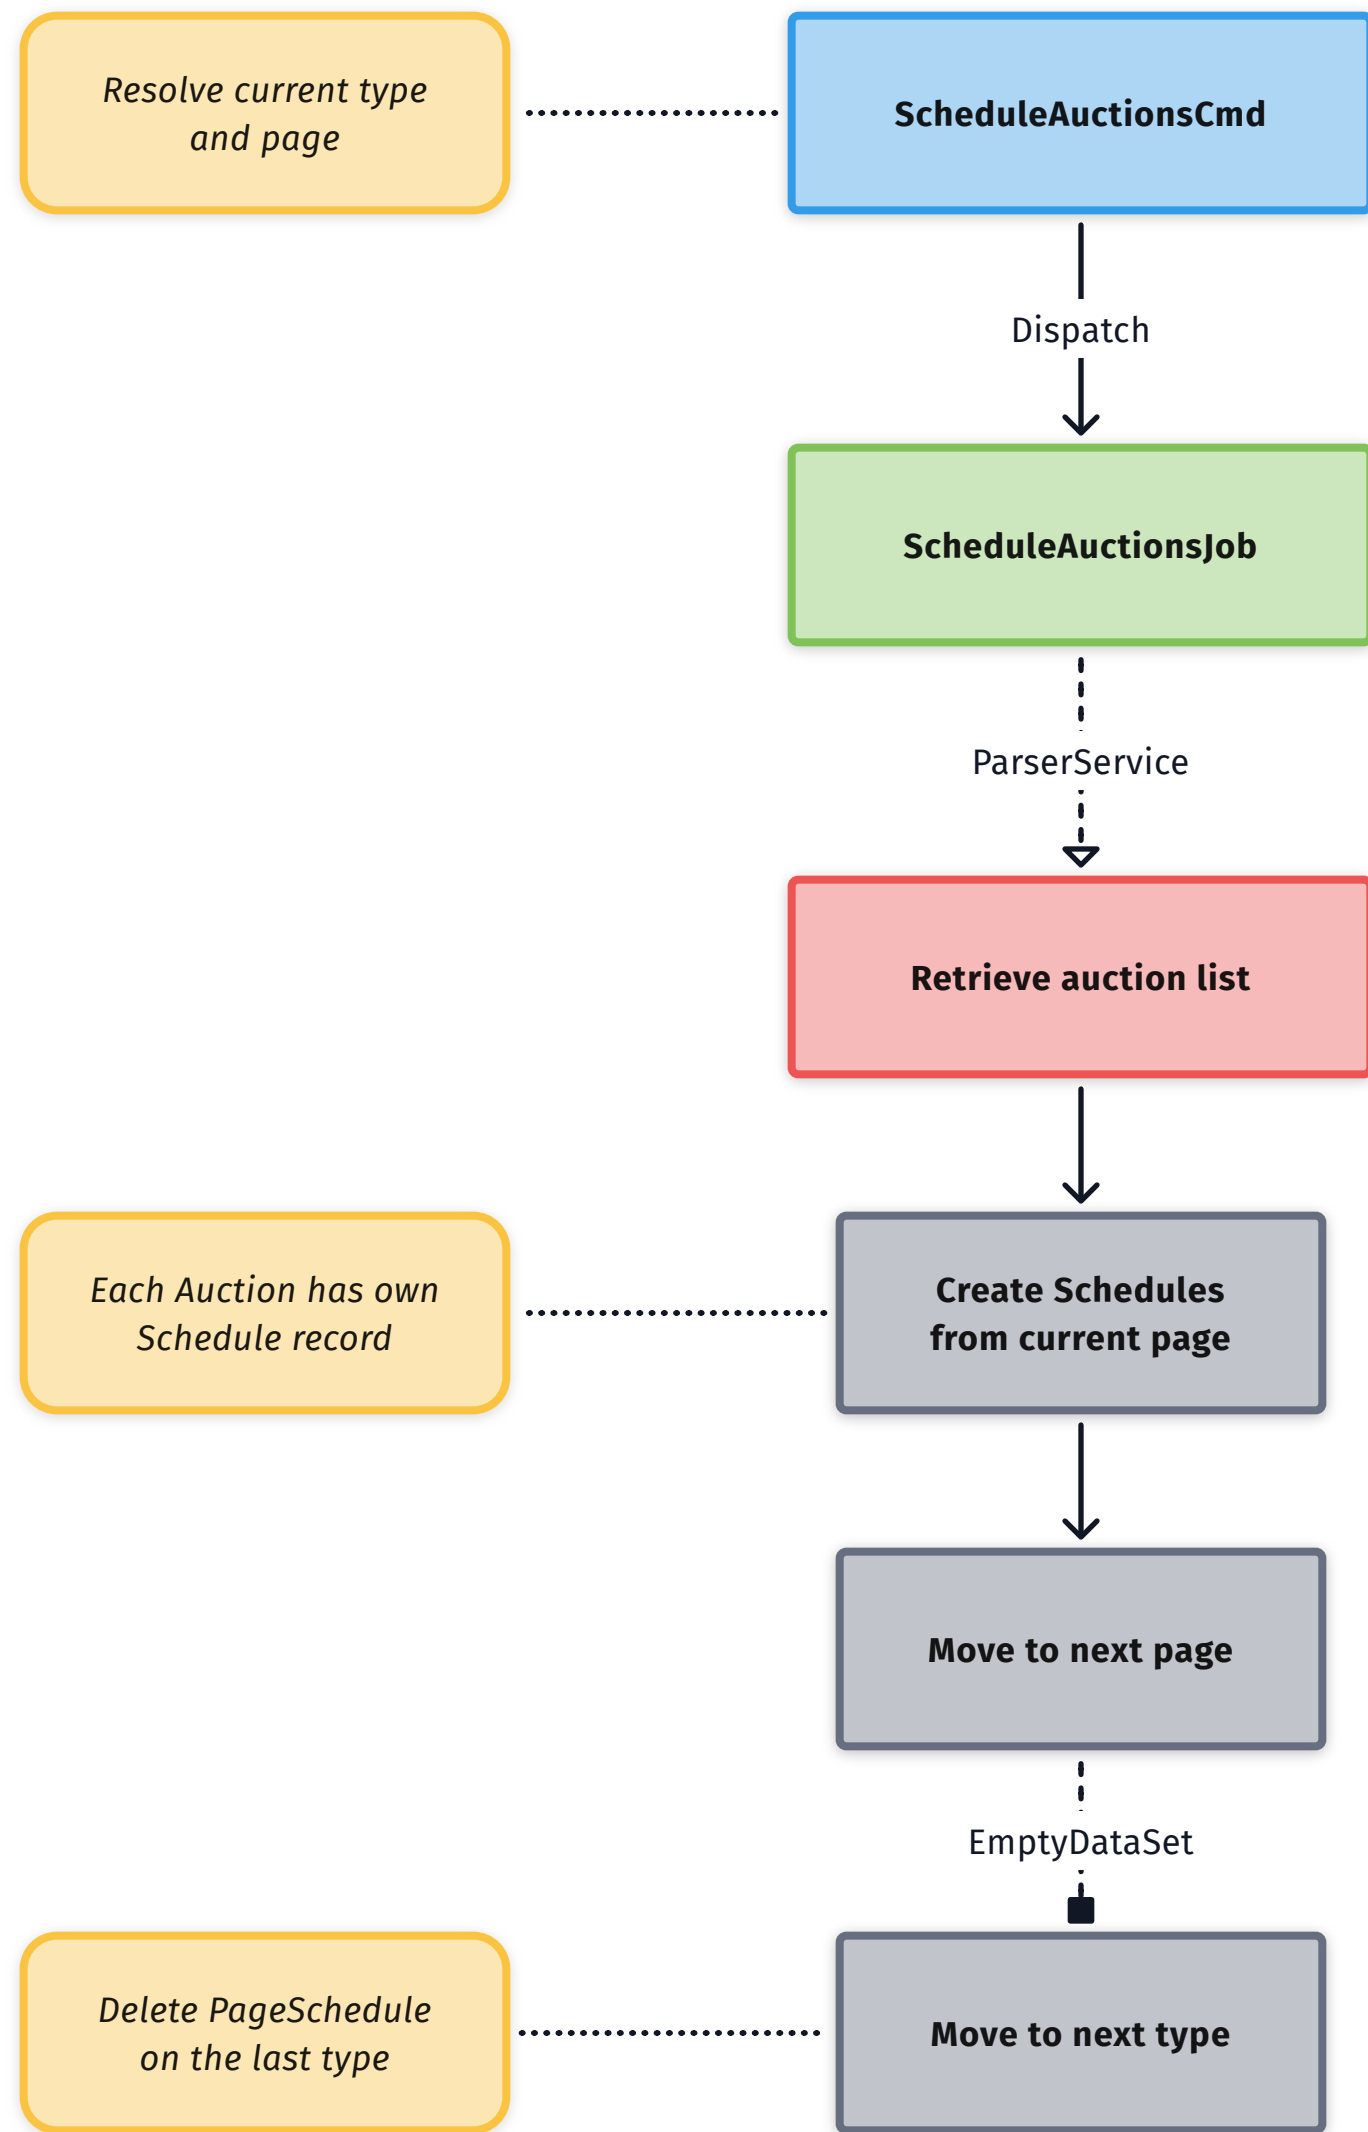 Resolve current type
and page
ScheduleAuctionsCmd
Dispatch
ScheduleAuctionsJob
ParserService
Retrieve auction list
Each Auction has own
Schedule record
Create Schedules
from current page
Move to next page
EmptyDataSet
Delete PageSchedule
on the last type
Move to next type